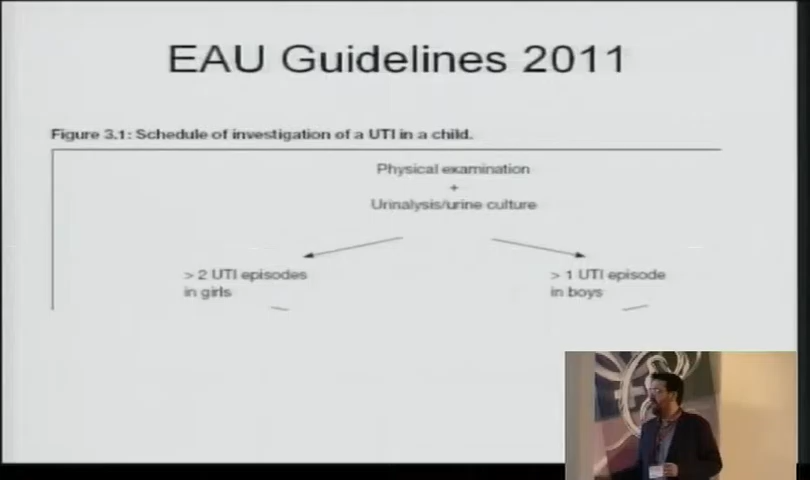 EAU Guidelines 2011
Figure 3.1: Schedule of investigation of a UTI in a child.
Physical examination
+
Urinalysis/urine culture
> 2 UTI episodes
in girls
> 1 UTI episode
in boys